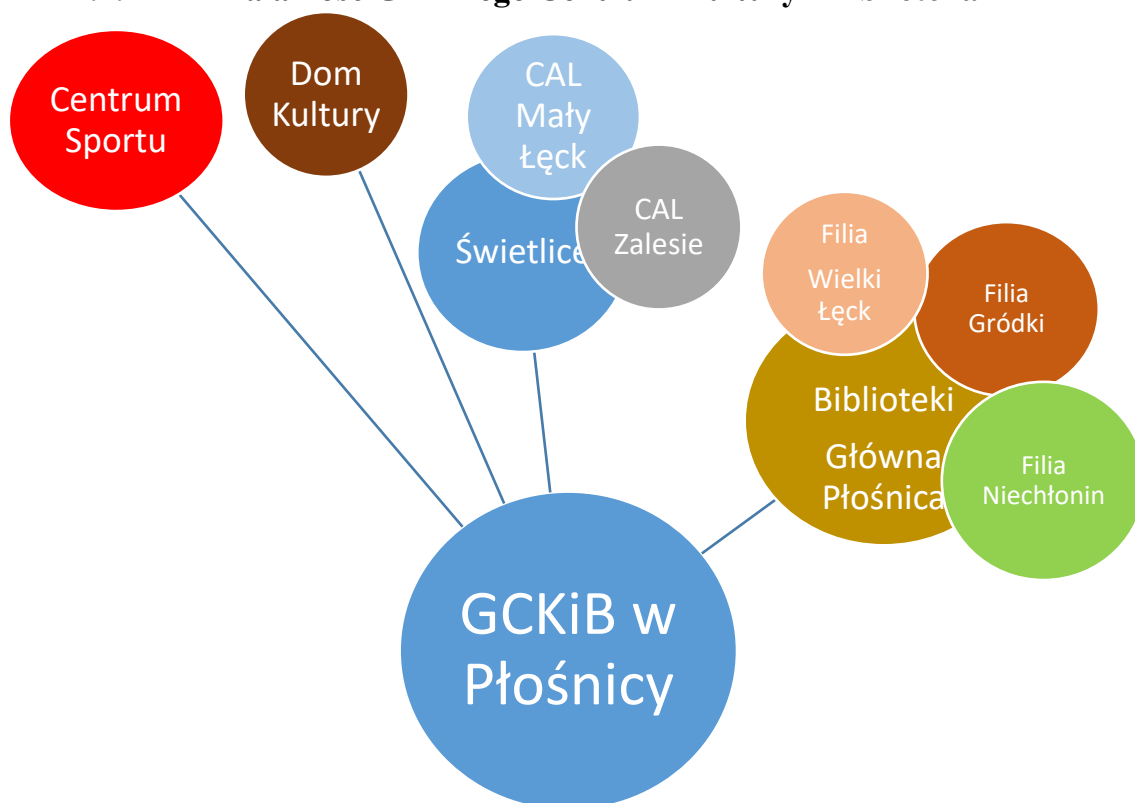 Centrum
Sportu
Dom
Kultury
CAL
Mały
Łęck
CAL
Zalesie
Świetlice
Filia
Wielki
Łęck
Filia
Gródki
Biblioteki
Główna
Płośnica
Filia
Niechłonin
GCKiB w
Płośnicy